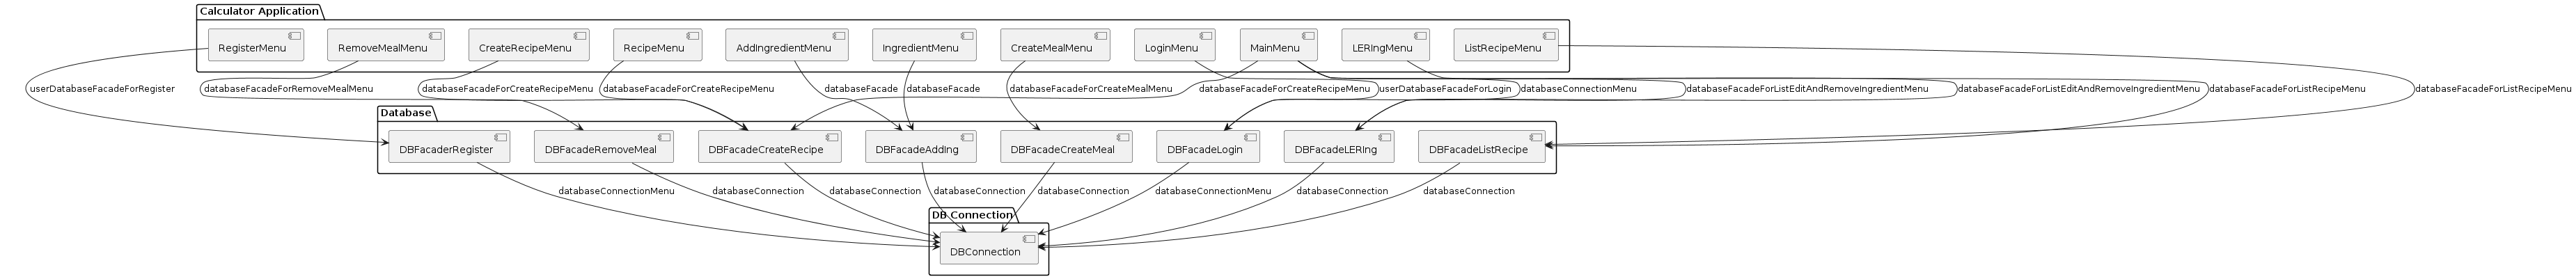 Calculator Application
RegisterMenu
RemoveMealMenu
CreateRecipeMenu
RecipeMenu
AddIngredientMenu
IngredientMenu
CreateMealMenu
LoginMenu
MainMenu
LERIngMenu
ListRecipeMenu
userDatabaseFacadeForRegister
databaseFacadeForRemoveMealMenu
databaseFacadeForCreateRecipeMenu
databaseFacadeForCreateRecipeMenu
databaseFacade
databaseFacade
databaseFacadeForCreateMealMenu
databaseFacadeForCreateRecipeMenu
userDatabaseFacadeForLogin
databaseConnectionMenu
databaseFacadeForListEditAndRemoveIngredientMenu
databaseFacadeForListEditAndRemoveIngredientMenu
databaseFacadeForListRecipeMenu
databaseFacadeForListRecipeMenu
Database
DBFacaderRegister
DBFacadeRemoveMeal
DBFacadeCreateRecipe
DBFacadeAddIng
DBFacadeCreateMeal
DBFacadeLogin
DBFacadeLERIng
DBFacadeListRecipe
databaseConnectionMenu
databaseConnection
databaseConnection
databaseConnection
databaseConnection
databaseConnectionMenu
databaseConnection
databaseConnection
DB Connection
DBConnection